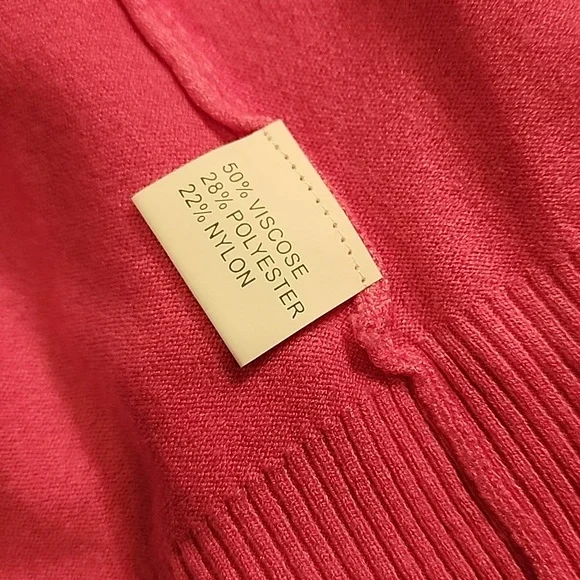 50% VISCOSE
28% POLYESTER
22% NYLON